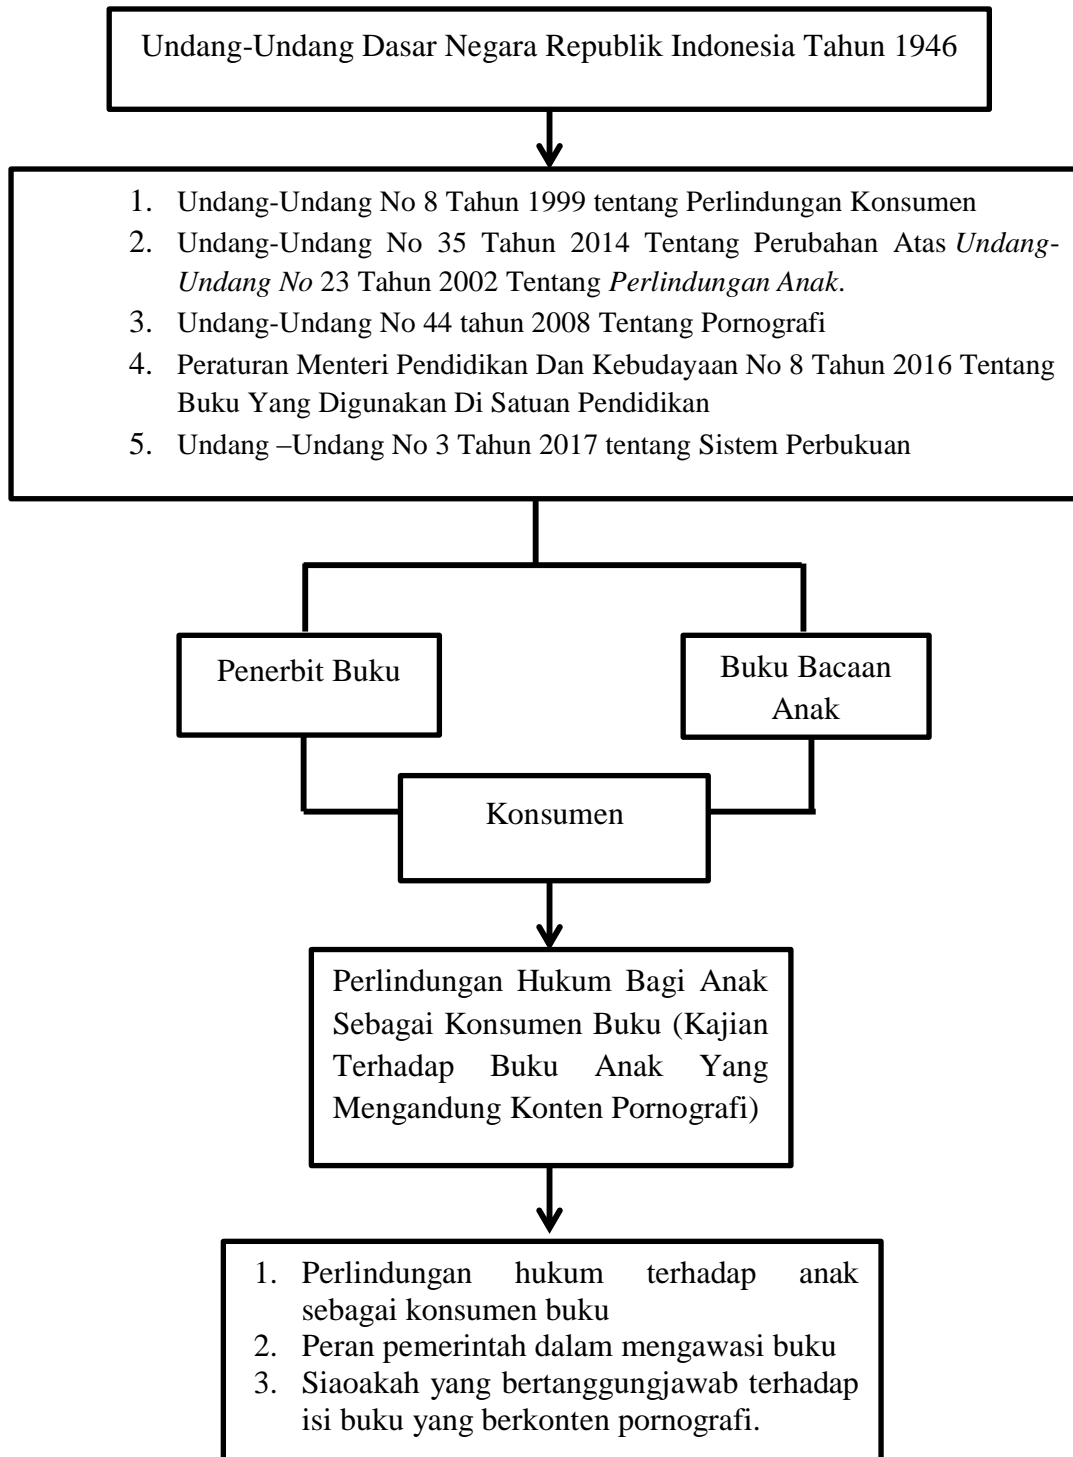 Undang-Undang Dasar Negara Republik Indonesia Tahun 1946
1. Undang-Undang No 8 Tahun 1999 tentang Perlindungan Konsumen
2. Undang-Undang No 35 Tahun 2014 Tentang Perubahan Atas Undang-
Undang No 23 Tahun 2002 Tentang Perlindungan Anak.
3. Undang-Undang No 44 tahun 2008 Tentang Pornografi
4. Peraturan Menteri Pendidikan Dan Kebudayaan No 8 Tahun 2016 Tentang
Buku Yang Digunakan Di Satuan Pendidikan
5. Undang –Undang No 3 Tahun 2017 tentang Sistem Perbukuan
Penerbit Buku
Buku Bacaan
Anak
Konsumen
Perlindungan Hukum Bagi Anak
Sebagai Konsumen Buku (Kajian
Terhadap Buku Anak Yang
Mengandung Konten Pornografi)
1. Perlindungan hukum terhadap anak
sebagai konsumen buku
2. Peran pemerintah dalam mengawasi buku
3. Siaoakah yang bertanggungjawab terhadap
isi buku yang berkonten pornografi.